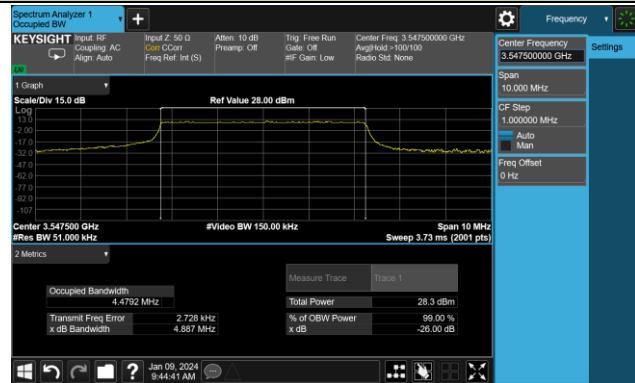 Spectrum Analyzer 1
Occupied BW
Frequency
KEYSIGHT
Input: RF
Coupling: AC
Align: Auto
Input Z: 50 Ω
Corr CCorr
Freq Ref: Int (S)
Atten: 10 dB
Preamp: Off
Trig: Free Run
Gate: Off
#IF Gain: Low
Center Freq: 3.547500000 GHz
Avg|Hold >100/100
Radio Std: None
Center Frequency
3.547500000 GHz
Settings
Span
10.000 MHz
CF Step
1.000000 MHz
Auto
Man
Freq Offset
0 Hz
1 Graph
Scale/Div 15.0 dB
Ref Value 28.00 dBm
Log
13.0
-2.00
-17.0
-32.0
-47.0
-62.0
-77.0
-92.0
-107
Center 3.547500 GHz
#Video BW 150.00 kHz
Span 10 MHz
#Res BW 51.000 kHz
Sweep 3.73 ms (2001 pts)
2 Metrics
Measure Trace
Trace 1
Occupied Bandwidth
4.4792 MHz
Total Power
28.3 dBm
Transmit Freq Error
2.728 kHz
% of OBW Power
99.00 %
x dB Bandwidth
4.887 MHz
x dB
-26.00 dB
Jan 09, 2024
9:44:41 AM